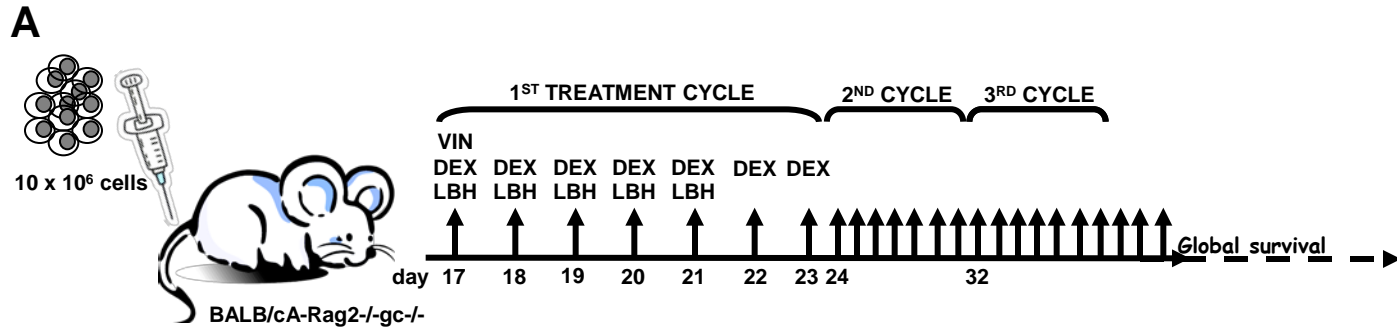 A
1ST TREATMENT CYCLE
2ND CYCLE
3RD CYCLE
VIN
DEX DEX DEX DEX DEX DEX DEX
LBH LBH LBH LBH LBH
10 x 10⁶ cells
Global survival
day 17 18 19 20 21 22 23 24 32
BALB/cA-Rag2-/-gc-/-